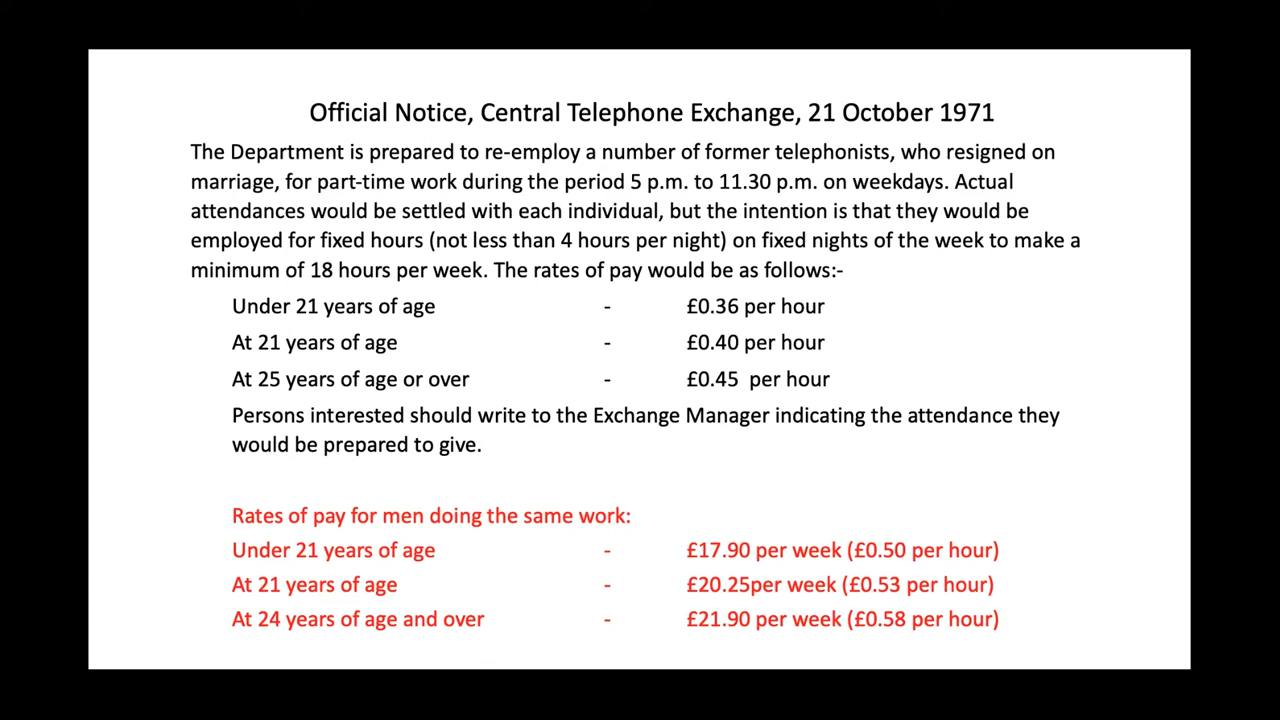 Official Notice, Central Telephone Exchange, 21 October 1971
The Department is prepared to re-employ a number of former telephonists, who resigned on
marriage, for part-time work during the period 5 p.m. to 11.30 p.m. on weekdays. Actual
attendances would be settled with each individual, but the intention is that they would be
employed for fixed hours (not less than 4 hours per night) on fixed nights of the week to make a
minimum of 18 hours per week. The rates of pay would be as follows:-
Under 21 years of age - £0.36 per hour
At 21 years of age - £0.40 per hour
At 25 years of age or over - £0.45 per hour
Persons interested should write to the Exchange Manager indicating the attendance they
would be prepared to give.
Rates of pay for men doing the same work:
Under 21 years of age - £17.90 per week (£0.50 per hour)
At 21 years of age - £20.25per week (£0.53 per hour)
At 24 years of age and over - £21.90 per week (£0.58 per hour)